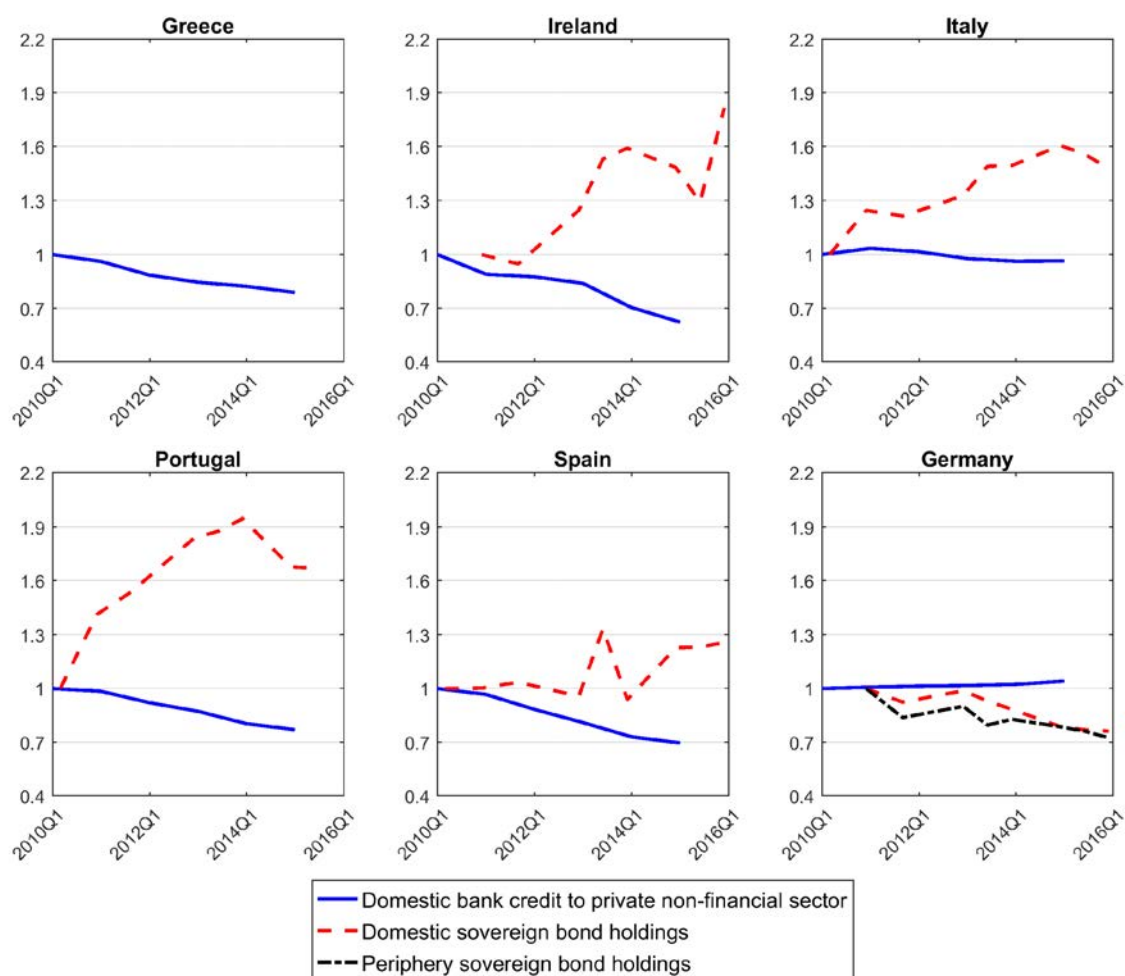 Greece
2.2
1.9
1.6
1.3
1
0.7
0.4
2010Q1
2012Q1
2014Q1
2016Q1
Ireland
2.2
1.9
1.6
1.3
1
0.7
0.4
2010Q1
2012Q1
2014Q1
2016Q1
Italy
2.2
1.9
1.6
1.3
1
0.7
0.4
2010Q1
2012Q1
2014Q1
2016Q1
Portugal
2.2
1.9
1.6
1.3
1
0.7
0.4
2010Q1
2012Q1
2014Q1
2016Q1
Spain
2.2
1.9
1.6
1.3
1
0.7
0.4
2010Q1
2012Q1
2014Q1
2016Q1
Germany
2.2
1.9
1.6
1.3
1
0.7
0.4
2010Q1
2012Q1
2014Q1
2016Q1
Domestic bank credit to private non-financial sector
Domestic sovereign bond holdings
Periphery sovereign bond holdings